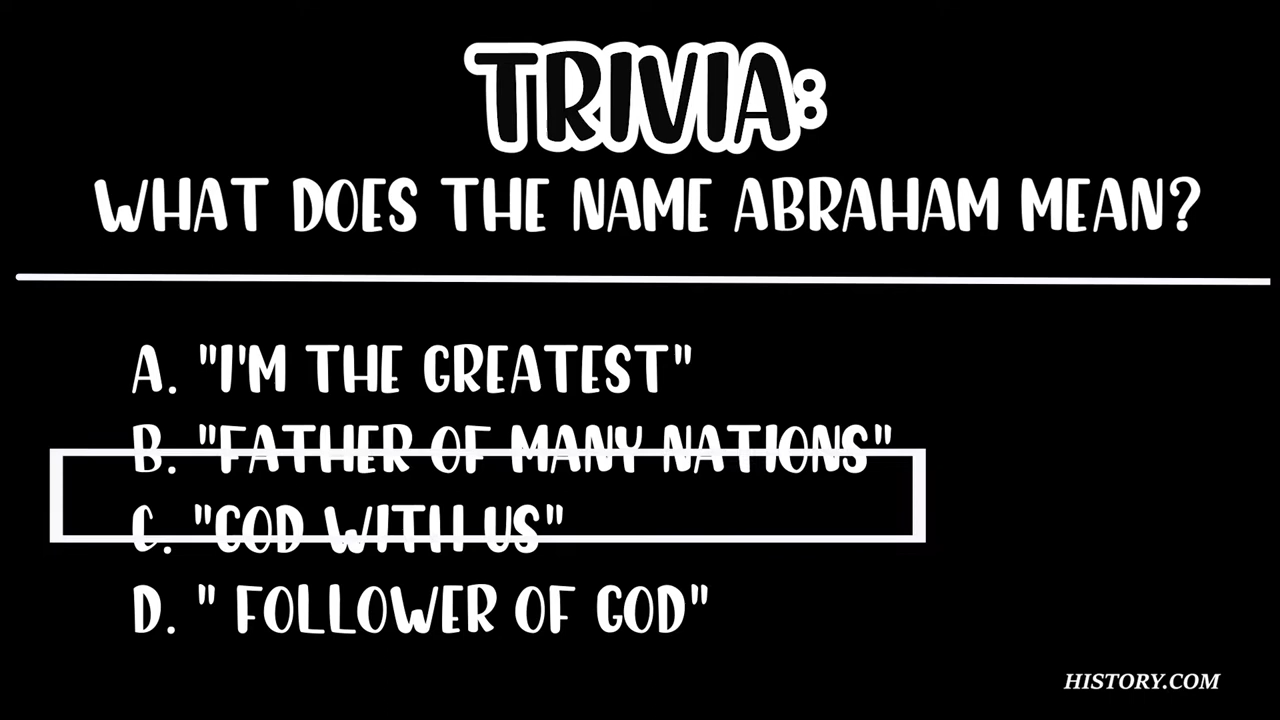 TRIVIA:
WHAT DOES THE NAME ABRAHAM MEAN?
A. "I'M THE GREATEST"
B. "FATHER OF MANY NATIONS"
C. "GOD WITH US"
D. " FOLLOWER OF GOD"
HISTORY.COM